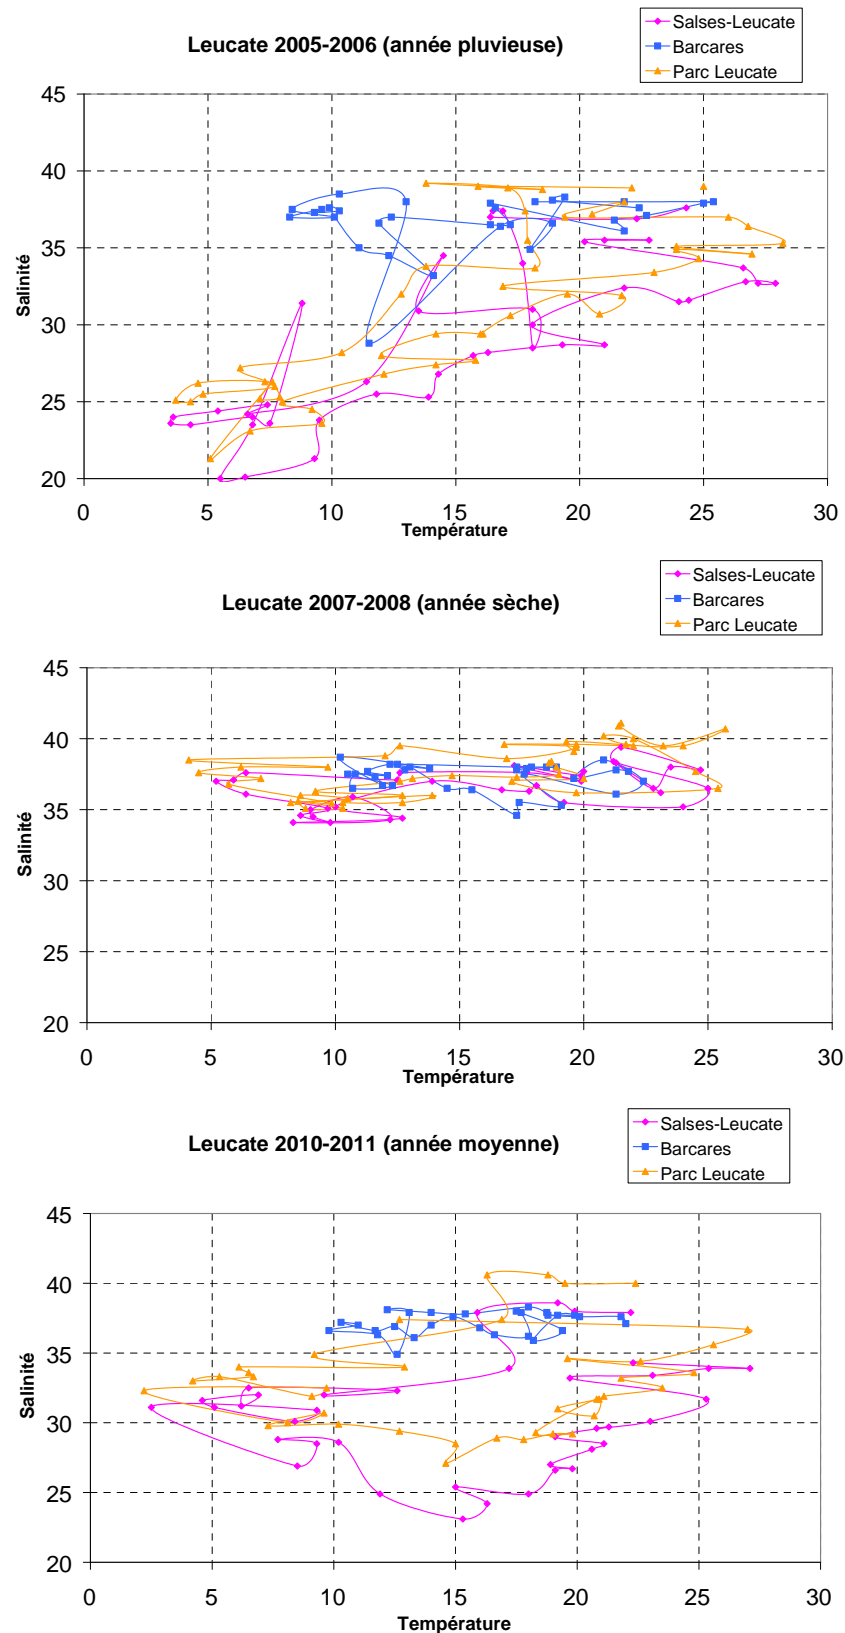 Leucate 2005-2006 (année pluvieuse)
Salses-Leucate
Barcares
Parc Leucate
Salinité
45
40
35
30
25
20
0 5 10 15 20 25 30
Température
Leucate 2007-2008 (année sèche)
Salses-Leucate
Barcares
Parc Leucate
Salinité
45
40
35
30
25
20
0 5 10 15 20 25 30
Température
Leucate 2010-2011 (année moyenne)
Salses-Leucate
Barcares
Parc Leucate
Salinité
45
40
35
30
25
20
0 5 10 15 20 25 30
Température